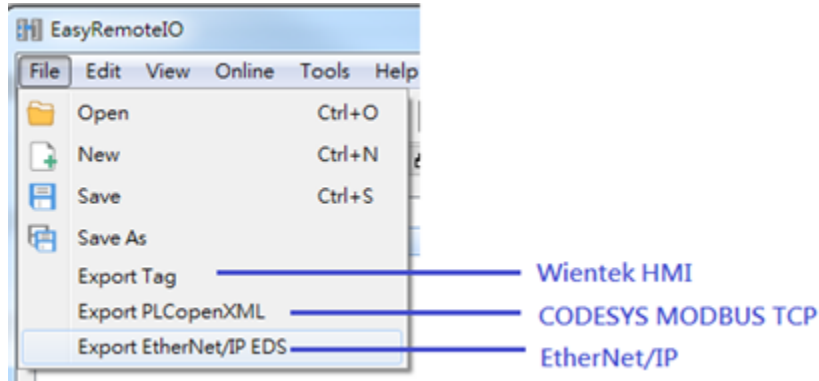 EasyRemoteIO
File Edit View Online Tools Help
Open Ctrl+O
New Ctrl+N
Save Ctrl+S
Save As
Export Tag Wientek HMI
Export PLCopenXML CODESYS MODBUS TCP
Export EtherNet/IP EDS EtherNet/IP